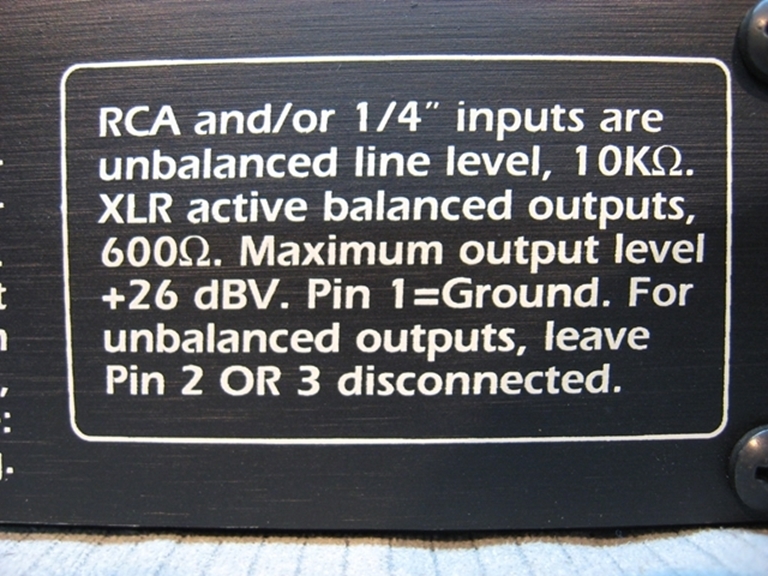 RCA and/or 1/4″ inputs are
unbalanced line level, 10KΩ.
XLR active balanced outputs,
600Ω. Maximum output level
+26 dBV. Pin 1=Ground. For
unbalanced outputs, leave
Pin 2 OR 3 disconnected.